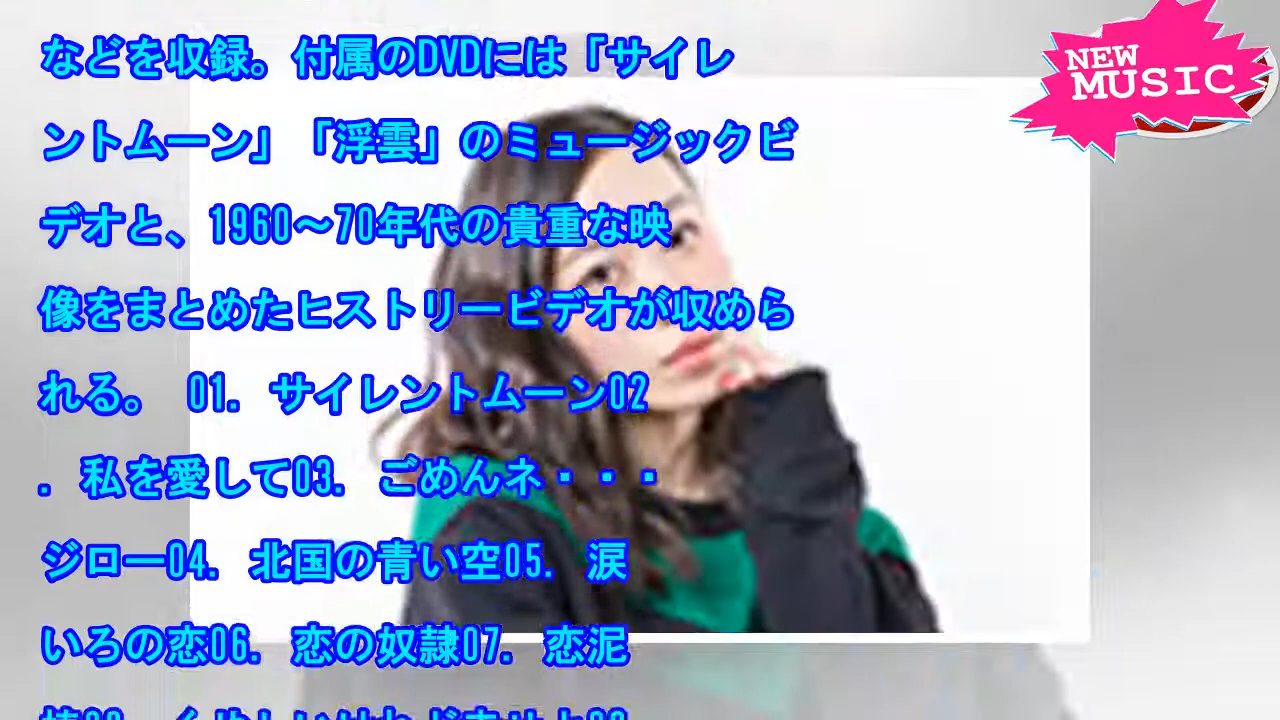 などを収録。付属のDVDには「サイレ
ントムーン」「浮雲」のミュージックビ
デオと、1960～70年代の貴重な映
像をまとめたヒストリービデオが収めら
れる。 01. サイレントムーン02
. 私を愛して03. ごめんネ・・・
ジロー04. 北国の青い空05. 涙
いろの恋06. 恋の奴隷07. 恋泥
NEW
MUSIC